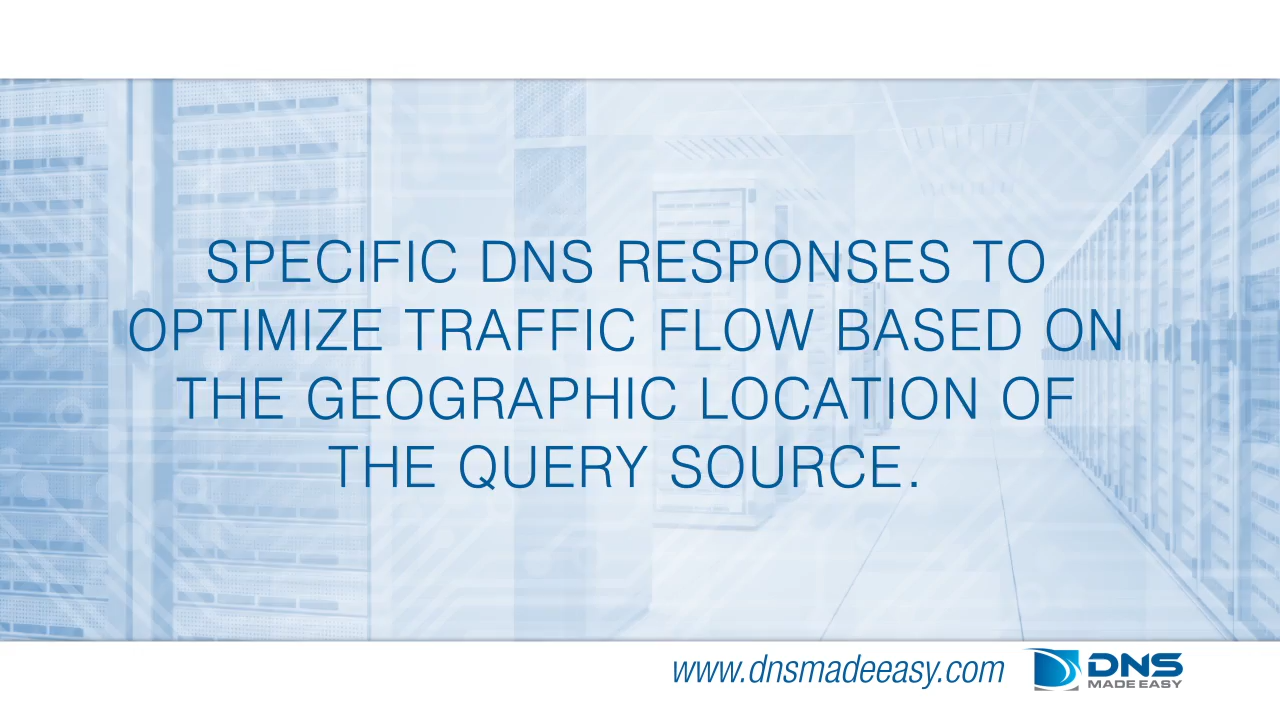 SPECIFIC DNS RESPONSES TO
OPTIMIZE TRAFFIC FLOW BASED ON
THE GEOGRAPHIC LOCATION OF
THE QUERY SOURCE.
www.dnsmadeeasy.com
DNS
MADE EASY